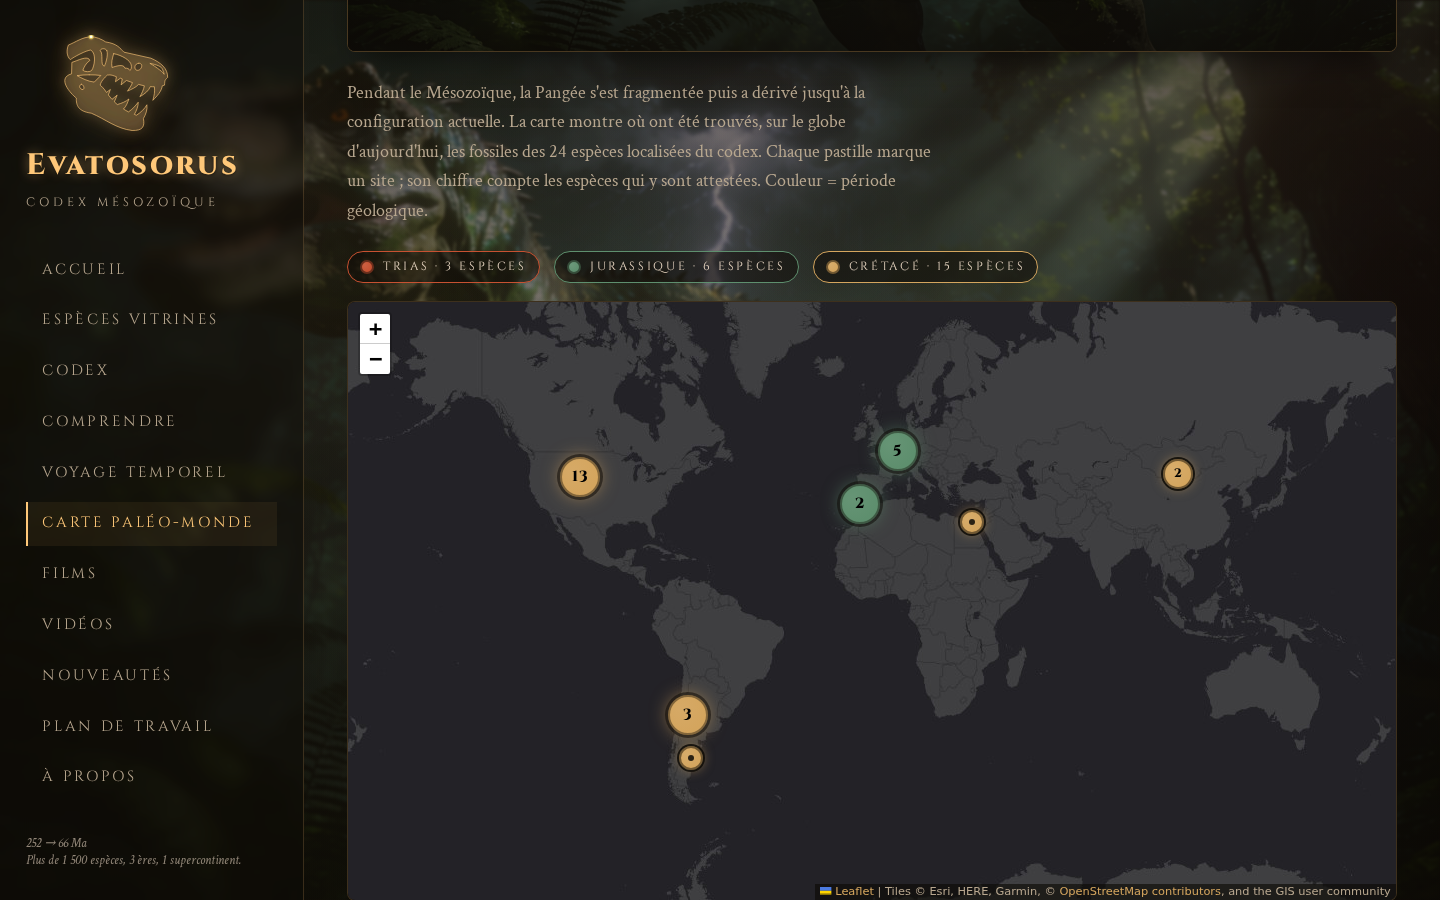 EVATOSORUS
CODEX MÉSOZOÏQUE
ACCUEIL
ESPÈCES VITRINES
CODEX
COMPRENDRE
VOYAGE TEMPOREL
CARTE PALÉO-MONDE
FILMS
VIDÉOS
NOUVEAUTÉS
PLAN DE TRAVAIL
À PROPOS
252 → 66 Ma
Plus de 1 500 espèces, 3 ères, 1 supercontinent.
Pendant le Mésozoïque, la Pangée s'est fragmentée puis a dérivé jusqu'à la
configuration actuelle. La carte montre où ont été trouvés, sur le globe
d'aujourd'hui, les fossiles des 24 espèces localisées du codex. Chaque pastille marque
un site ; son chiffre compte les espèces qui y sont attestées. Couleur = période
géologique.
TRIAS · 3 ESPÈCES
JURASSIQUE · 6 ESPÈCES
CRÉTACÉ · 15 ESPÈCES
+
−
5
13
2
2
3
Leaflet | Tiles © Esri, HERE, Garmin, © OpenStreetMap contributors, and the GIS user community